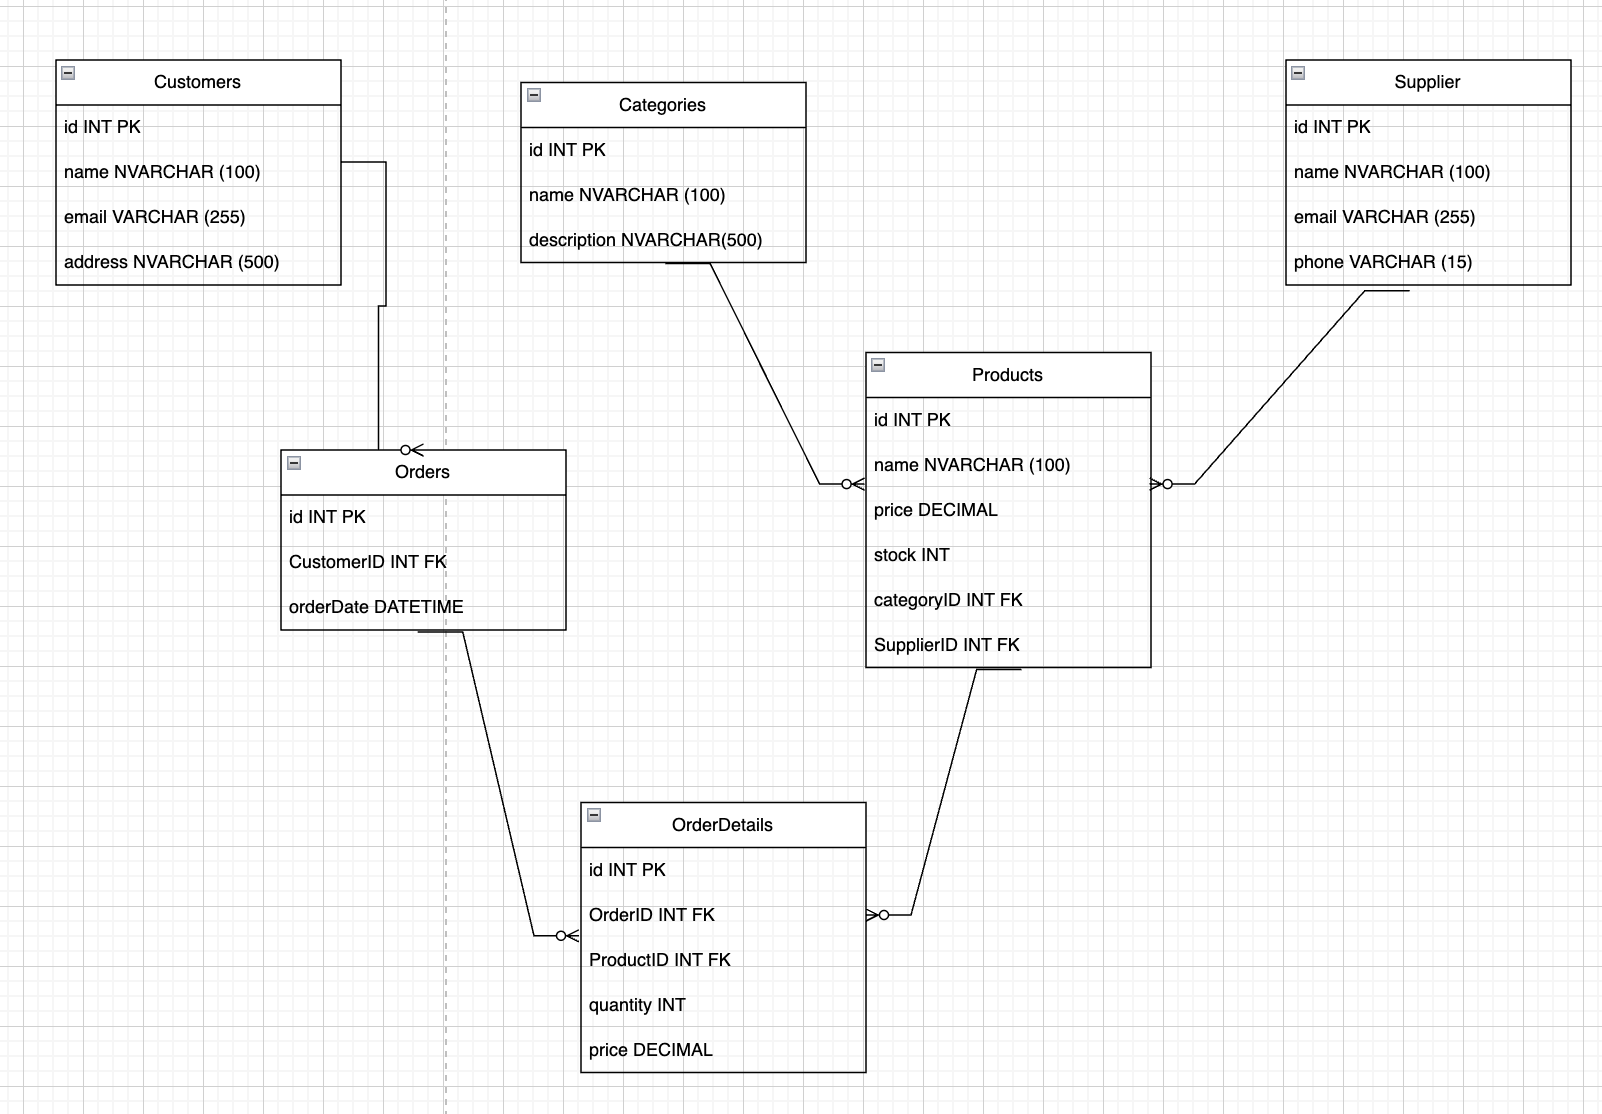 Customers
id INT PK
name NVARCHAR (100)
email VARCHAR (255)
address NVARCHAR (500)
Categories
id INT PK
name NVARCHAR (100)
description NVARCHAR(500)
Supplier
id INT PK
name NVARCHAR (100)
email VARCHAR (255)
phone VARCHAR (15)
Products
id INT PK
name NVARCHAR (100)
price DECIMAL
stock INT
categoryID INT FK
SupplierID INT FK
Orders
id INT PK
CustomerID INT FK
orderDate DATETIME
OrderDetails
id INT PK
OrderID INT FK
ProductID INT FK
quantity INT
price DECIMAL